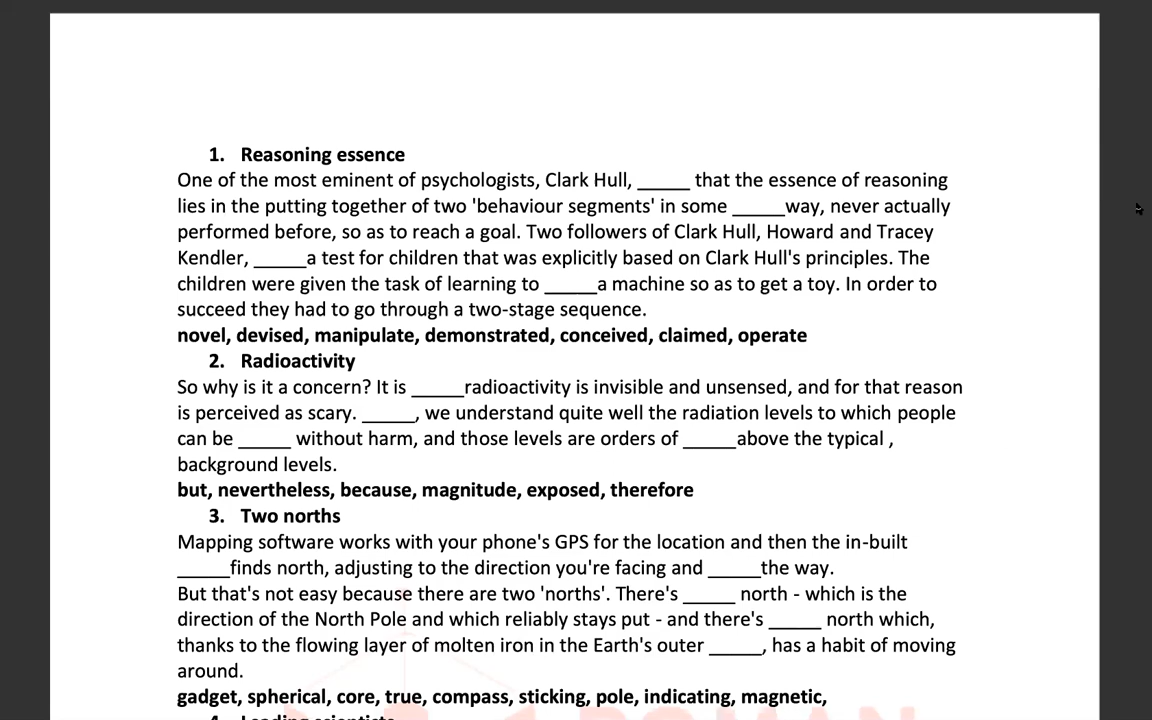 1. Reasoning essence
One of the most eminent of psychologists, Clark Hull, _____ that the essence of reasoning
lies in the putting together of two 'behaviour segments' in some _____way, never actually
performed before, so as to reach a goal. Two followers of Clark Hull, Howard and Tracey
Kendler, _____a test for children that was explicitly based on Clark Hull's principles. The
children were given the task of learning to _____a machine so as to get a toy. In order to
succeed they had to go through a two-stage sequence.
novel, devised, manipulate, demonstrated, conceived, claimed, operate
2. Radioactivity
So why is it a concern? It is _____radioactivity is invisible and unsensed, and for that reason
is perceived as scary. _____, we understand quite well the radiation levels to which people
can be _____ without harm, and those levels are orders of _____above the typical ,
background levels.
but, nevertheless, because, magnitude, exposed, therefore
3. Two norths
Mapping software works with your phone's GPS for the location and then the in-built
_____finds north, adjusting to the direction you're facing and _____the way.
But that's not easy because there are two 'norths'. There's _____ north - which is the
direction of the North Pole and which reliably stays put - and there's _____ north which,
thanks to the flowing layer of molten iron in the Earth's outer _____, has a habit of moving
around.
gadget, spherical, core, true, compass, sticking, pole, indicating, magnetic,
4. Leading scientists